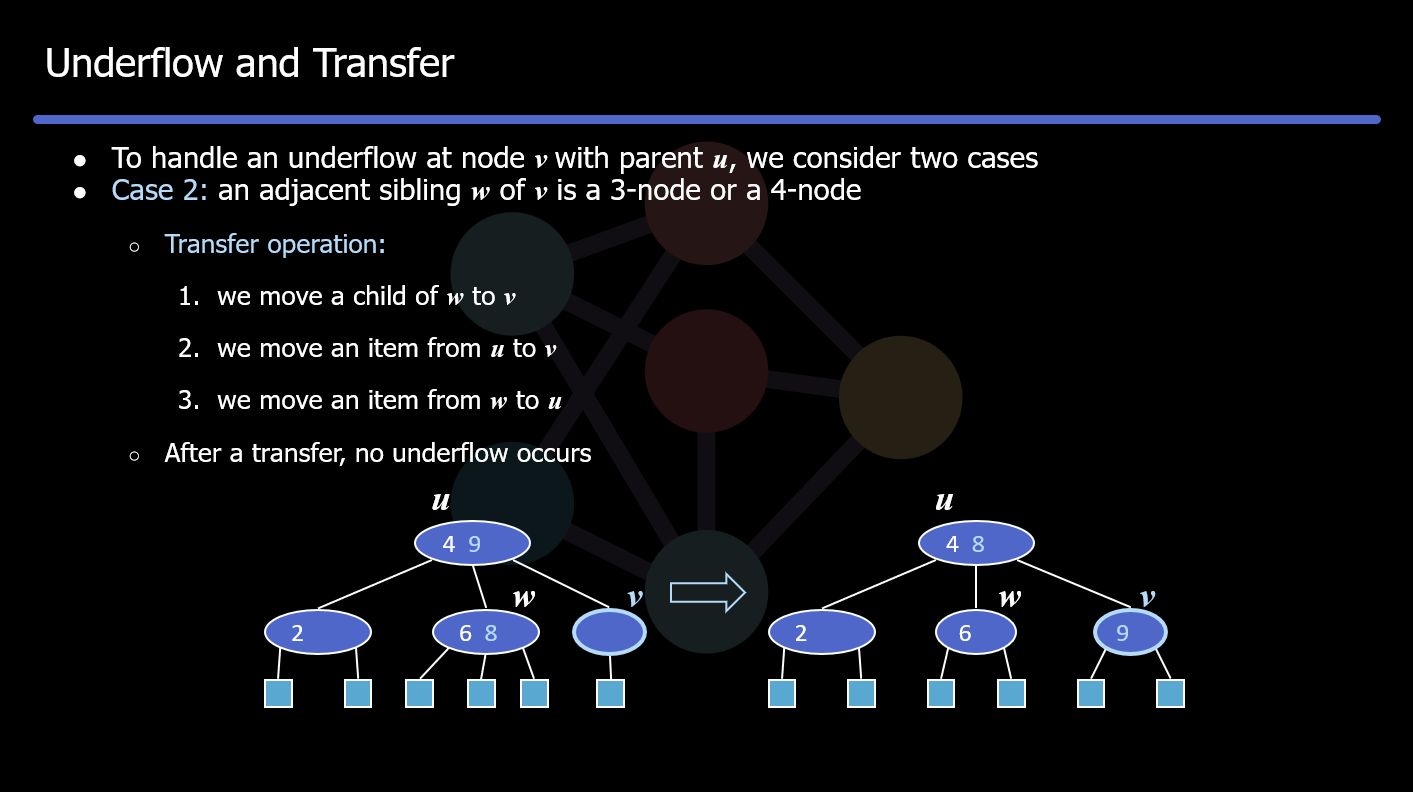 Underflow and Transfer
● To handle an underflow at node v with parent u, we consider two cases
● Case 2: an adjacent sibling w of v is a 3-node or a 4-node
○ Transfer operation:
1. we move a child of w to v
2. we move an item from u to v
3. we move an item from w to u
○ After a transfer, no underflow occurs
u u
4 9 4 8
w v w v
2 6 8 2 6 9